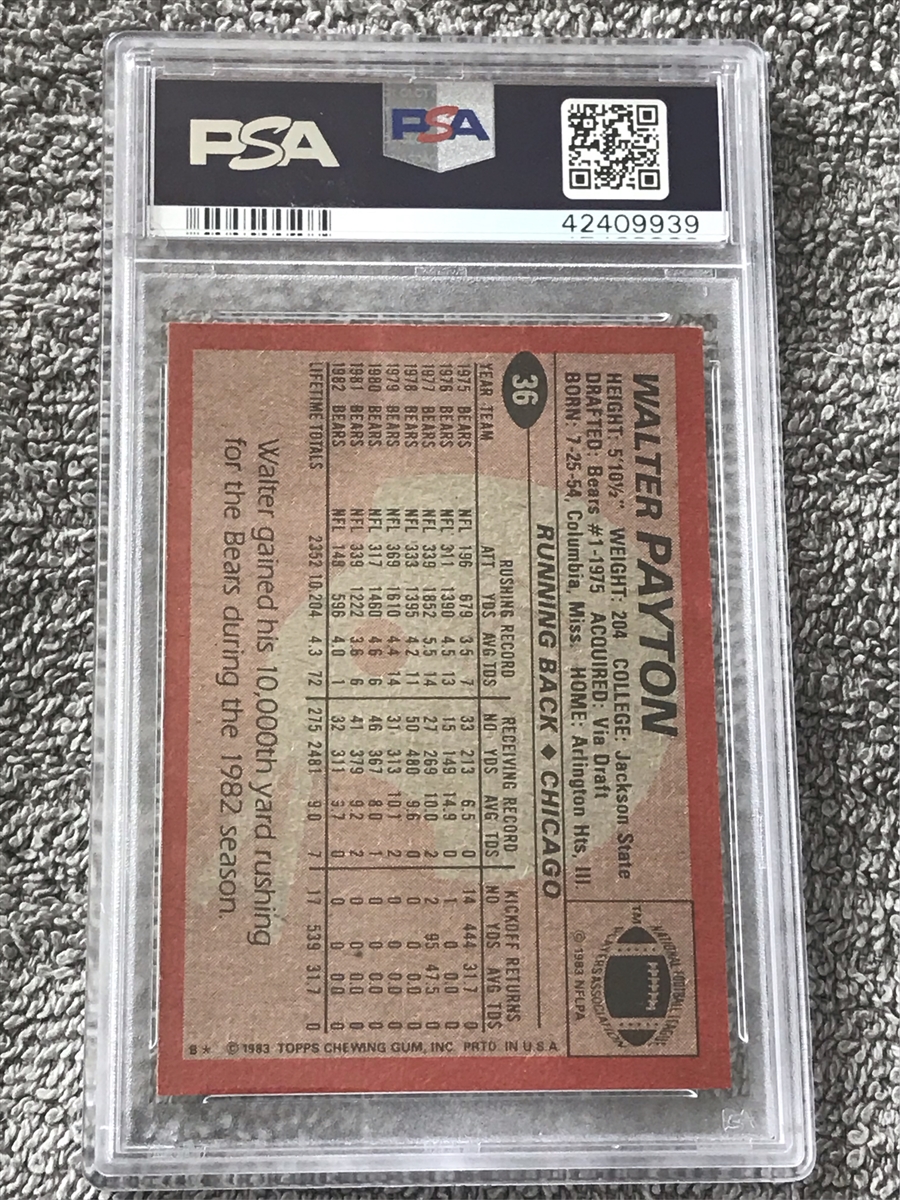 PSA
PSA
42409939
WALTER PAYTON
HEIGHT: 5'10½" WEIGHT: 204 COLLEGE: Jackson State
DRAFTED: Bears #1-1975 ACQUIRED: Via Draft
BORN: 7-25-54, Columbia, Miss. HOME: Arlington Hts, Ill.
NATIONAL FOOTBALL LEAGUE
PLAYERS ASSOCIATION
TM
© 1983 NFLPA
36
RUNNING BACK ♦ CHICAGO
RUSHING RECORD RECEIVING RECORD KICKOFF RETURNS
YEAR TEAM ATT YDS AVG TDS NO. YDS AVG TDS NO YDS AVG TDS
1975 BEARS NFL 196 679 3.5 7 33 213 6.5 0 14 444 31.7 0
1976 BEARS NFL 311 1390 4.5 13 15 149 14.9 0 1 0 0.0 0
1977 BEARS NFL 339 1852 5.5 14 27 269 10.0 2 2 95 47.5 0
1978 BEARS NFL 333 1395 4.2 11 50 480 9.6 0 0 0 0.0 0
1979 BEARS NFL 369 1610 4.4 14 31 313 10.1 2 0 0 0.0 0
1980 BEARS NFL 317 1460 4.6 6 46 367 8.0 1 0 0 0.0 0
1981 BEARS NFL 339 1222 3.6 6 41 379 9.2 2 0 0 0.0 0
1982 BEARS NFL 148 596 4.0 1 32 311 9.7 0 0 0 0.0 0
LIFETIME TOTALS 2352 10,204 4.3 72 275 2481 9.0 7 17 539 31.7 0
Walter gained his 10,000th yard rushing
for the Bears during the 1982 season.
B* © 1983 TOPPS CHEWING GUM, INC. PRTD IN U.S.A.